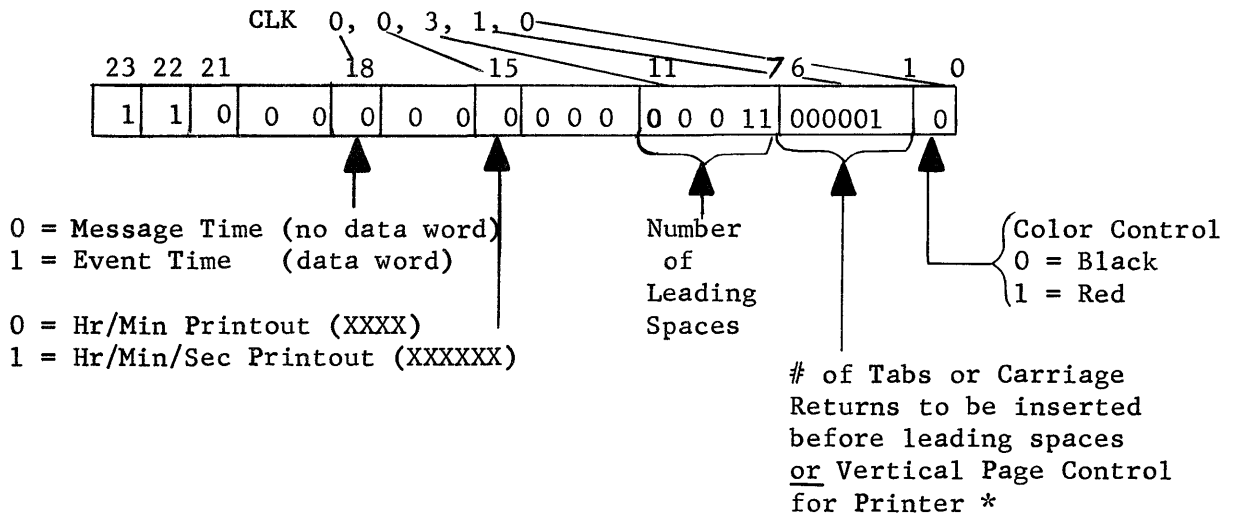 CLK 0, 0, 3, 1, 0
23 22 21 18 15 11 7 6 1 0
1 1 0 0 0 0 0 0 0 0 0 0 0 0 0 11 000001 0
0 = Message Time (no data word)
1 = Event Time (data word)
0 = Hr/Min Printout (XXXX)
1 = Hr/Min/Sec Printout (XXXXXX)
Number
of
Leading
Spaces
Color Control
0 = Black
1 = Red
# of Tabs or Carriage
Returns to be inserted
before leading spaces
or Vertical Page Control
for Printer *